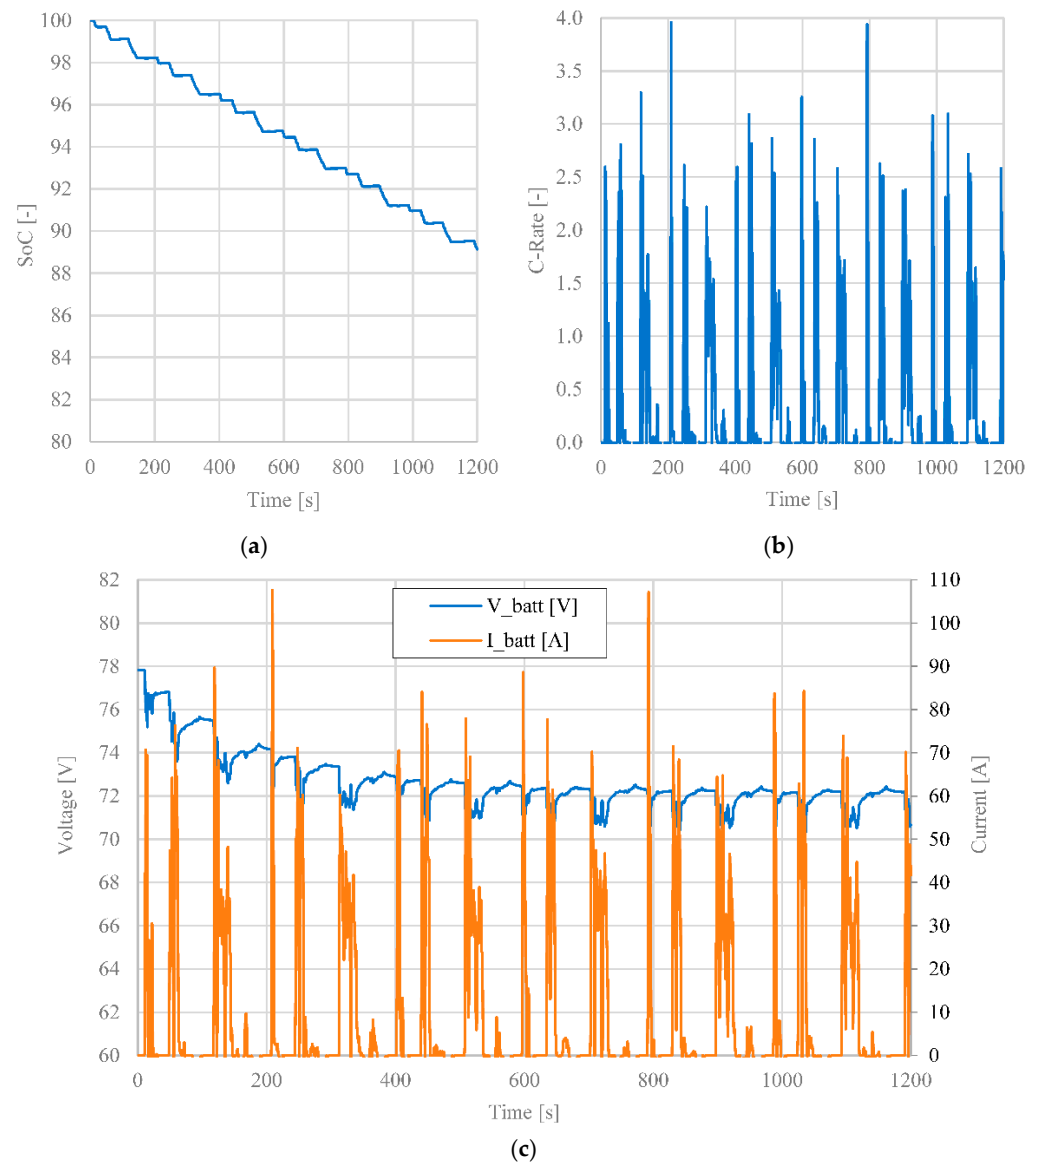 100
98
96
94
92
90
88
86
84
82
80
SoC [-]
0 200 400 600 800 1000 1200
Time [s]
(a)
4.0
3.5
3.0
2.5
2.0
1.5
1.0
0.5
0.0
C-Rate [-]
0 200 400 600 800 1000 1200
Time [s]
(b)
82
80
78
76
74
72
70
68
66
64
62
60
Voltage [V]
V_batt [V]
I_batt [A]
110
100
90
80
70
60
50
40
30
20
10
0
Current [A]
0 200 400 600 800 1000 1200
Time [s]
(c)